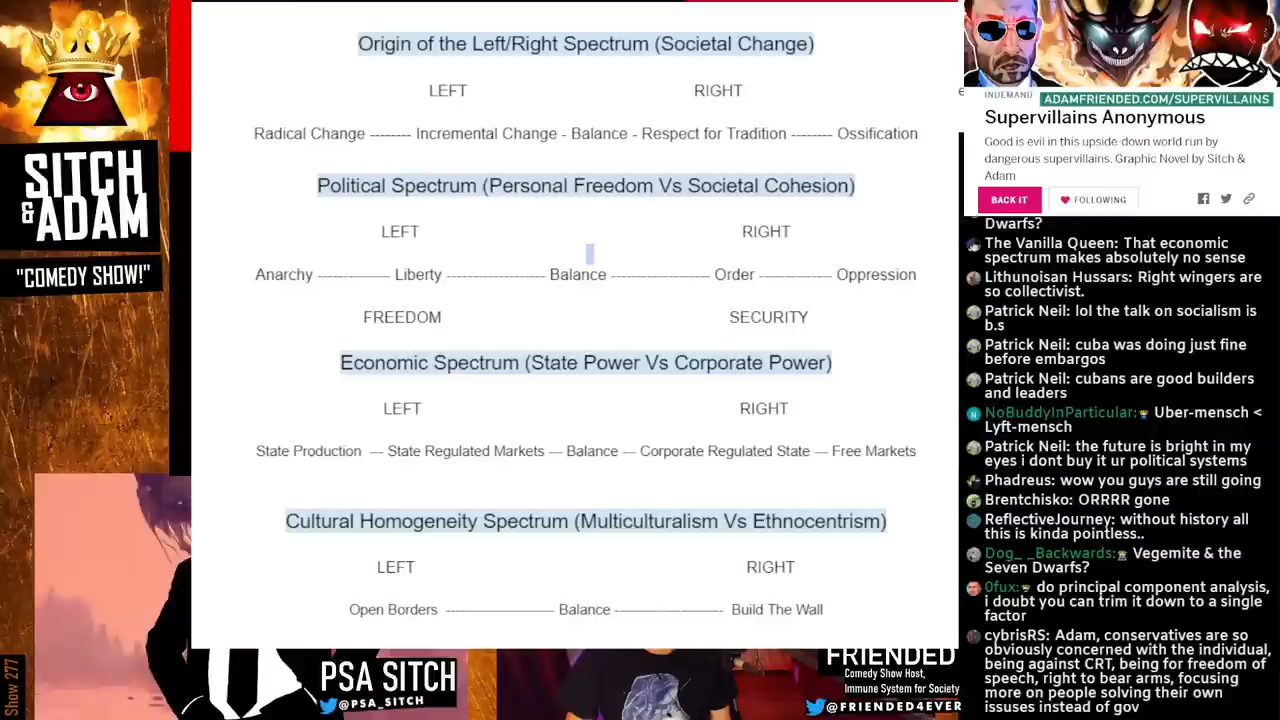 Origin of the Left/Right Spectrum (Societal Change)
LEFT RIGHT
Radical Change -------- Incremental Change - Balance - Respect for Tradition -------- Ossification
Political Spectrum (Personal Freedom Vs Societal Cohesion)
LEFT RIGHT
Anarchy ---------------- Liberty ---------------------- Balance ---------------------- Order ---------------- Oppression
FREEDOM SECURITY
Economic Spectrum (State Power Vs Corporate Power)
LEFT RIGHT
State Production --- State Regulated Markets --- Balance --- Corporate Regulated State --- Free Markets
Cultural Homogeneity Spectrum (Multiculturalism Vs Ethnocentrism)
LEFT RIGHT
Open Borders ------------------------ Balance ------------------------ Build The Wall
SITCH
& ADAM
"COMEDY SHOW!"
Show 277
PSA SITCH
@PSA_SITCH
FRIENDED
Comedy Show Host,
Immune System for Society
@FRIENDED4EVER
INDEMAND
ADAMFRIENDED.COM/SUPERVILLAINS
Supervillains Anonymous
Good is evil in this upside-down world run by
dangerous supervillains. Graphic Novel by Sitch &
Adam
BACK IT
FOLLOWING
Dwarfs?
The Vanilla Queen: That economic
spectrum makes absolutely no sense
Lithunoisan Hussars: Right wingers are
so collectivist.
Patrick Neil: lol the talk on socialism is
b.s
Patrick Neil: cuba was doing just fine
before embargos
Patrick Neil: cubans are good builders
and leaders
N NoBuddyInParticular: Uber-mensch <
Lyft-mensch
Patrick Neil: the future is bright in my
eyes i dont buy it ur political systems
Phadreus: wow you guys are still going
Brentchisko: ORRRR gone
ReflectiveJourney: without history all
this is kinda pointless..
Dog_ _Backwards: Vegemite & the
Seven Dwarfs?
0fux: do principal component analysis,
i doubt you can trim it down to a single
factor
cybrisRS: Adam, conservatives are so
obviously concerned with the individual,
being against CRT, being for freedom of
speech, right to bear arms, focusing
more on people solving their own
issuses instead of gov